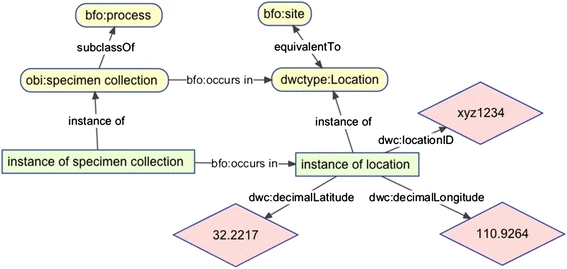 bfo:process
bfo:site
subclassOf
equivalentTo
obi:specimen collection
bfo:occurs in
dwctype:Location
instance of
instance of
xyz1234
dwc:locationID
instance of specimen collection
bfo:occurs in
instance of location
dwc:decimalLatitude
dwc:decimalLongitude
32.2217
110.9264